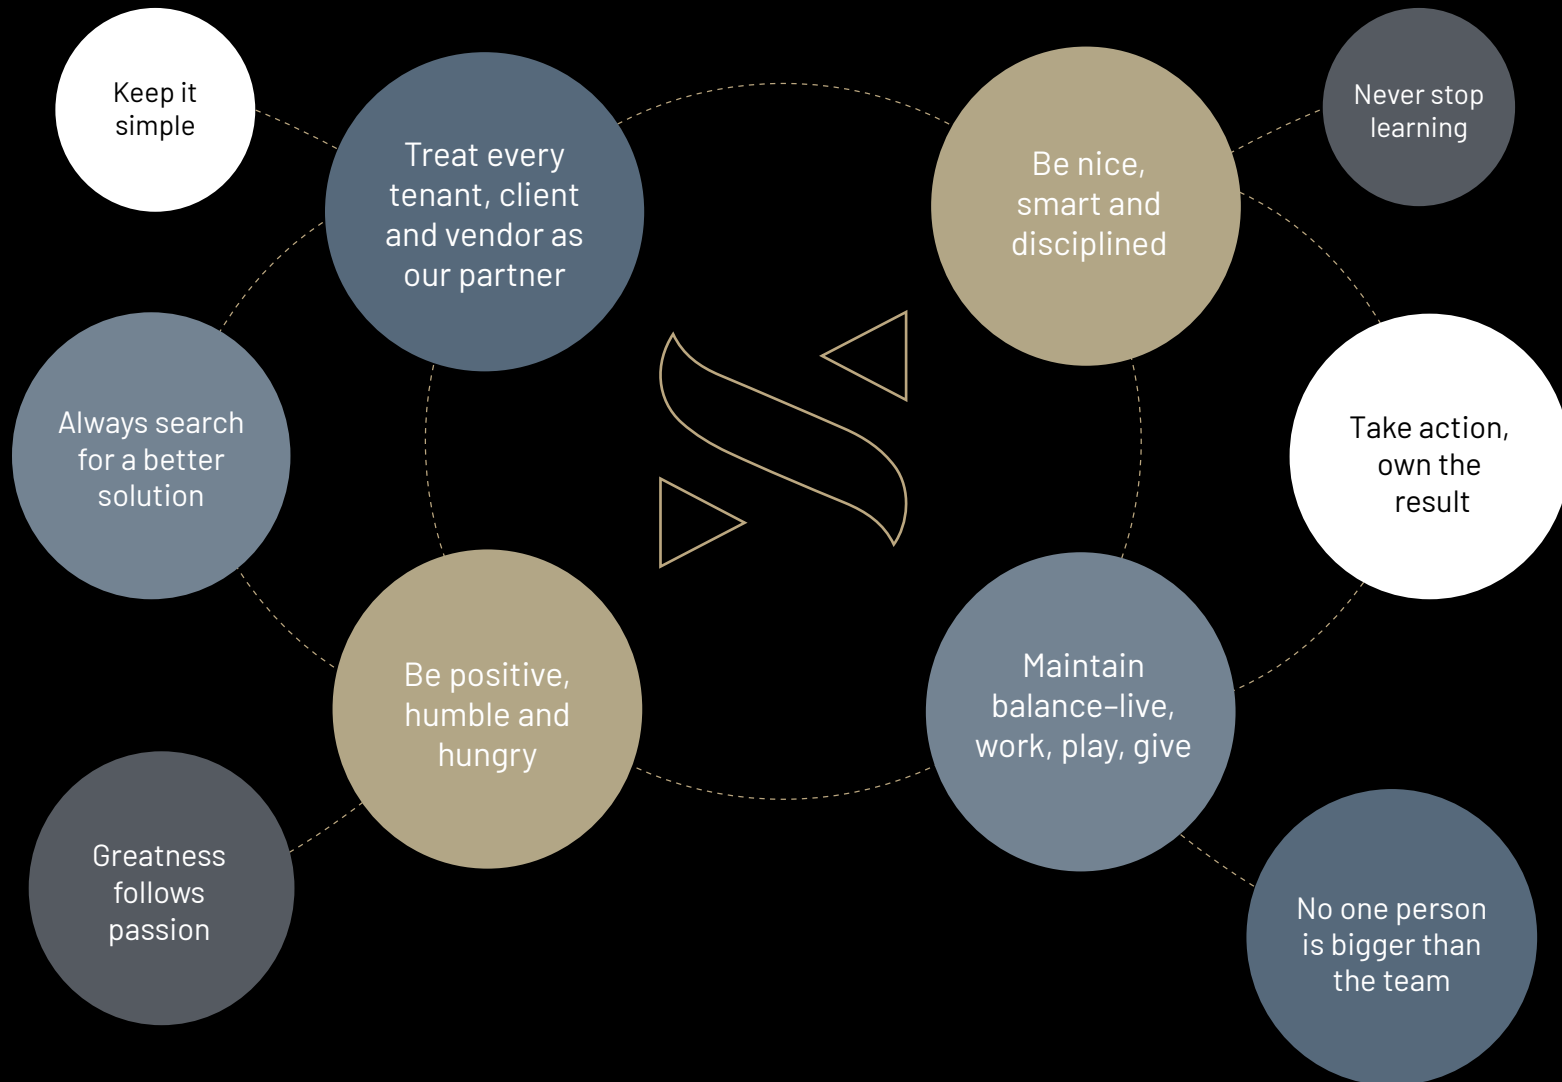 Keep it
simple
Treat every
tenant, client
and vendor as
our partner
Be nice,
smart and
disciplined
Never stop
learning
Always search
for a better
solution
Take action,
own the
result
Be positive,
humble and
hungry
Maintain
balance–live,
work, play, give
Greatness
follows
passion
No one person
is bigger than
the team